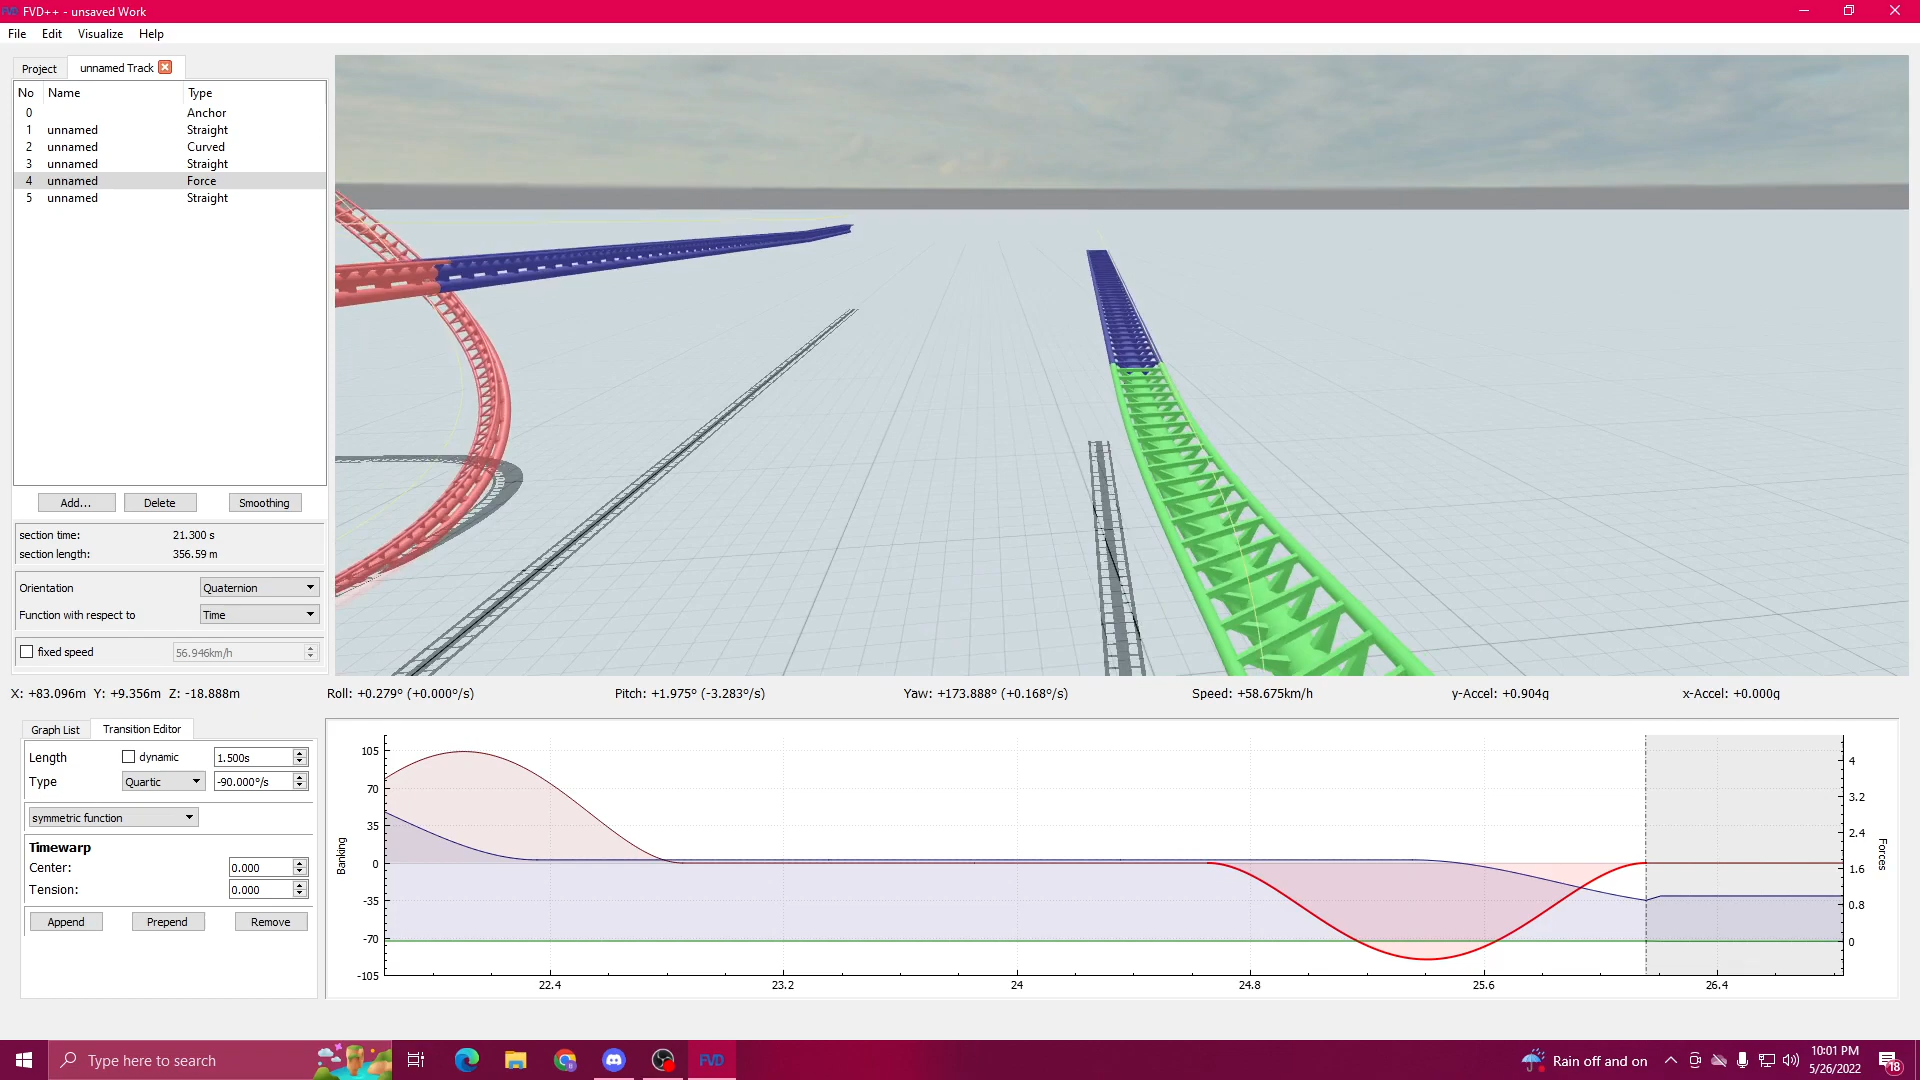 FVD++ - unsaved Work
File Edit Visualize Help
Project unnamed Track
No Name Type
0 Anchor
1 unnamed Straight
2 unnamed Curved
3 unnamed Straight
4 unnamed Force
5 unnamed Straight
Add... Delete Smoothing
section time: 21.300 s
section length: 356.59 m
Orientation Quaternion
Function with respect to Time
fixed speed 56.946km/h
X: +83.096m Y: +9.356m Z: -18.888m Roll: +0.279° (+0.000°/s) Pitch: +1.975° (-3.283°/s) Yaw: +173.888° (+0.168°/s) Speed: +58.675km/h y-Accel: +0.904g x-Accel: +0.000g
Graph List Transition Editor
Length dynamic 1.500s
Type Quartic -90.000°/s
symmetric function
Timewarp
Center: 0.000
Tension: 0.000
Append Prepend Remove
Banking
105
70
35
0
-35
-70
-105
22.4 23.2 24 24.8 25.6 26.4
4
3.2
2.4
1.6
0.8
0
Forces
Type here to search
FVD
Rain off and on
10:01 PM
5/26/2022
18